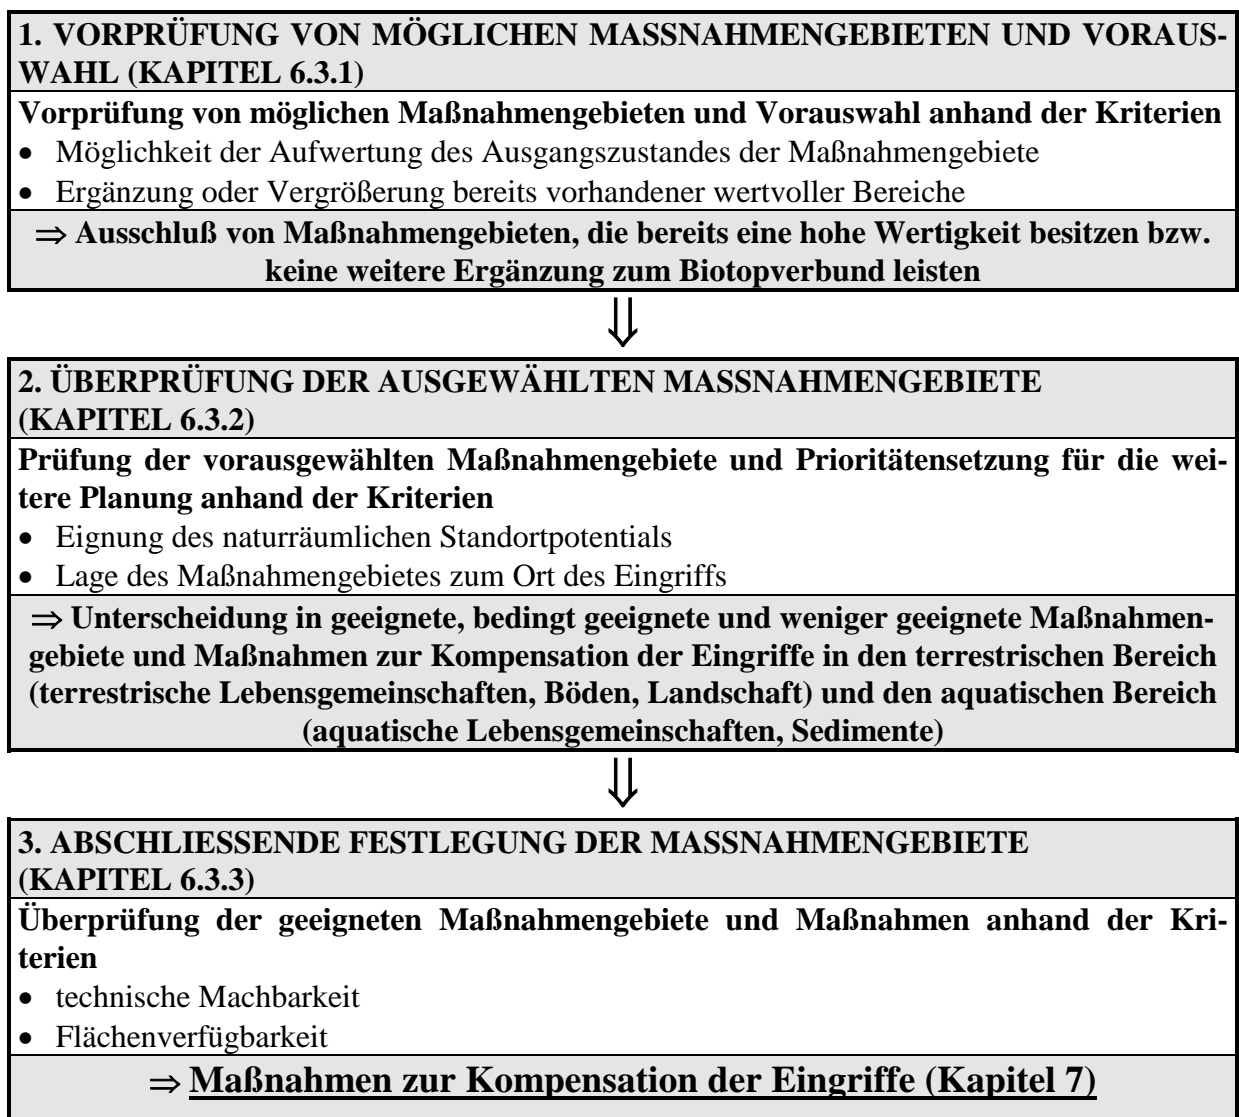 1. VORPRÜFUNG VON MÖGLICHEN MASSNAHMENGEBIETEN UND VORAUS-
WAHL (KAPITEL 6.3.1)
Vorprüfung von möglichen Maßnahmengebieten und Vorauswahl anhand der Kriterien
• Möglichkeit der Aufwertung des Ausgangszustandes der Maßnahmengebiete
• Ergänzung oder Vergrößerung bereits vorhandener wertvoller Bereiche
⇒ Ausschluß von Maßnahmengebieten, die bereits eine hohe Wertigkeit besitzen bzw.
keine weitere Ergänzung zum Biotopverbund leisten
⇓
2. ÜBERPRÜFUNG DER AUSGEWÄHLTEN MASSNAHMENGEBIETE
(KAPITEL 6.3.2)
Prüfung der vorausgewählten Maßnahmengebiete und Prioritätensetzung für die wei-
tere Planung anhand der Kriterien
• Eignung des naturräumlichen Standortpotentials
• Lage des Maßnahmengebietes zum Ort des Eingriffs
⇒ Unterscheidung in geeignete, bedingt geeignete und weniger geeignete Maßnahmen-
gebiete und Maßnahmen zur Kompensation der Eingriffe in den terrestrischen Bereich
(terrestrische Lebensgemeinschaften, Böden, Landschaft) und den aquatischen Bereich
(aquatische Lebensgemeinschaften, Sedimente)
⇓
3. ABSCHLIESSENDE FESTLEGUNG DER MASSNAHMENGEBIETE
(KAPITEL 6.3.3)
Überprüfung der geeigneten Maßnahmengebiete und Maßnahmen anhand der Kri-
terien
• technische Machbarkeit
• Flächenverfügbarkeit
⇒ Maßnahmen zur Kompensation der Eingriffe (Kapitel 7)